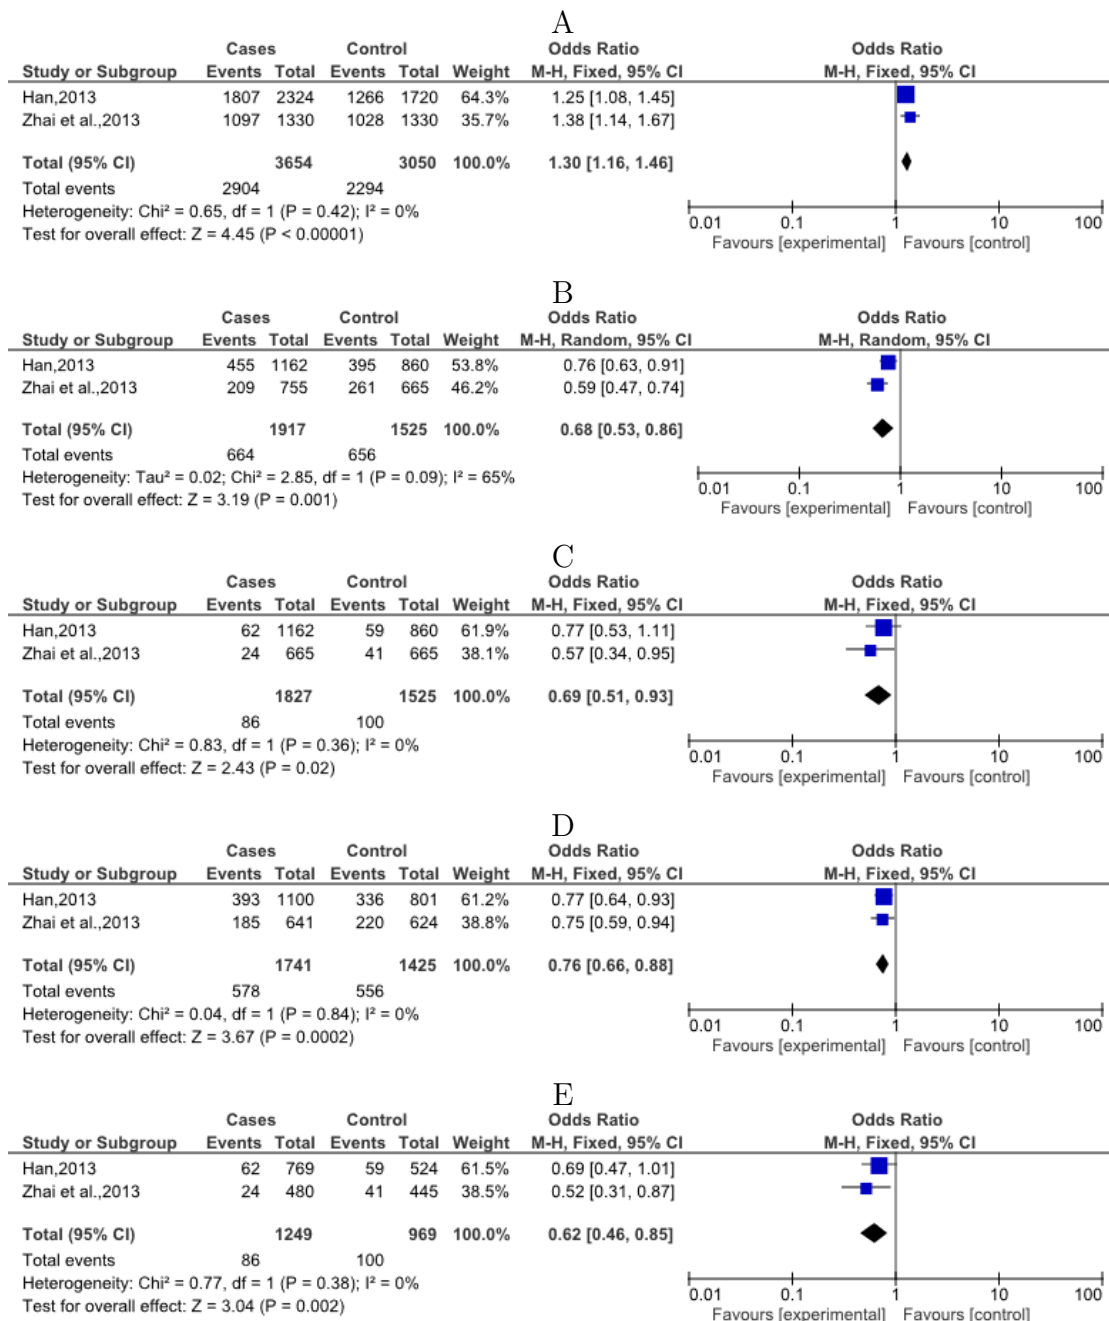 A
Cases Control Odds Ratio Odds Ratio
Study or Subgroup Events Total Events Total Weight M-H, Fixed, 95% CI M-H, Fixed, 95% CI
Han,2013 1807 2324 1266 1720 64.3% 1.25 [1.08, 1.45]
Zhai et al.,2013 1097 1330 1028 1330 35.7% 1.38 [1.14, 1.67]
Total (95% CI) 3654 3050 100.0% 1.30 [1.16, 1.46]
Total events 2904 2294
Heterogeneity: Chi² = 0.65, df = 1 (P = 0.42); I² = 0%
Test for overall effect: Z = 4.45 (P < 0.00001)
0.01 0.1 1 10 100
Favours [experimental] Favours [control]
B
Cases Control Odds Ratio Odds Ratio
Study or Subgroup Events Total Events Total Weight M-H, Random, 95% CI M-H, Random, 95% CI
Han,2013 455 1162 395 860 53.8% 0.76 [0.63, 0.91]
Zhai et al.,2013 209 755 261 665 46.2% 0.59 [0.47, 0.74]
Total (95% CI) 1917 1525 100.0% 0.68 [0.53, 0.86]
Total events 664 656
Heterogeneity: Tau² = 0.02; Chi² = 2.85, df = 1 (P = 0.09); I² = 65%
Test for overall effect: Z = 3.19 (P = 0.001)
0.01 0.1 1 10 100
Favours [experimental] Favours [control]
C
Cases Control Odds Ratio Odds Ratio
Study or Subgroup Events Total Events Total Weight M-H, Fixed, 95% CI M-H, Fixed, 95% CI
Han,2013 62 1162 59 860 61.9% 0.77 [0.53, 1.11]
Zhai et al.,2013 24 665 41 665 38.1% 0.57 [0.34, 0.95]
Total (95% CI) 1827 1525 100.0% 0.69 [0.51, 0.93]
Total events 86 100
Heterogeneity: Chi² = 0.83, df = 1 (P = 0.36); I² = 0%
Test for overall effect: Z = 2.43 (P = 0.02)
0.01 0.1 1 10 100
Favours [experimental] Favours [control]
D
Cases Control Odds Ratio Odds Ratio
Study or Subgroup Events Total Events Total Weight M-H, Fixed, 95% CI M-H, Fixed, 95% CI
Han,2013 393 1100 336 801 61.2% 0.77 [0.64, 0.93]
Zhai et al.,2013 185 641 220 624 38.8% 0.75 [0.59, 0.94]
Total (95% CI) 1741 1425 100.0% 0.76 [0.66, 0.88]
Total events 578 556
Heterogeneity: Chi² = 0.04, df = 1 (P = 0.84); I² = 0%
Test for overall effect: Z = 3.67 (P = 0.0002)
0.01 0.1 1 10 100
Favours [experimental] Favours [control]
E
Cases Control Odds Ratio Odds Ratio
Study or Subgroup Events Total Events Total Weight M-H, Fixed, 95% CI M-H, Fixed, 95% CI
Han,2013 62 769 59 524 61.5% 0.69 [0.47, 1.01]
Zhai et al.,2013 24 480 41 445 38.5% 0.52 [0.31, 0.87]
Total (95% CI) 1249 969 100.0% 0.62 [0.46, 0.85]
Total events 86 100
Heterogeneity: Chi² = 0.77, df = 1 (P = 0.38); I² = 0%
Test for overall effect: Z = 3.04 (P = 0.002)
0.01 0.1 1 10 100
Favours [experimental] Favours [control]